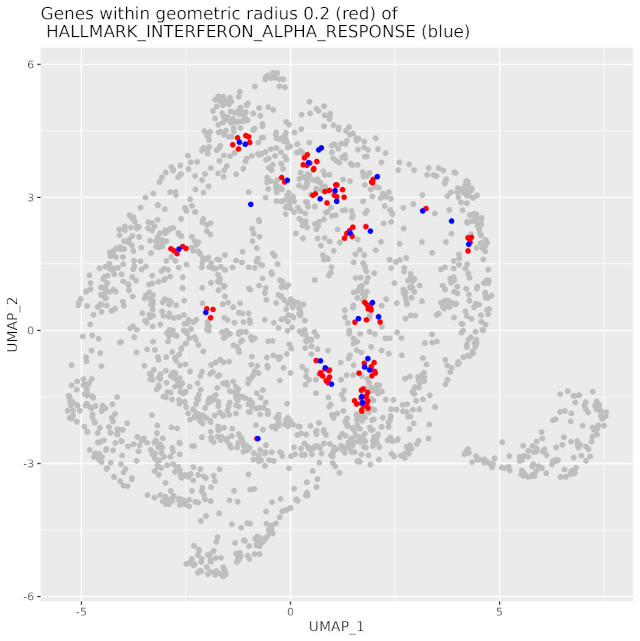 Genes within geometric radius 0.2 (red) of
HALLMARK_INTERFERON_ALPHA_RESPONSE (blue)
6
3
0
-3
-6
UMAP_2
-5
0
5
UMAP_1